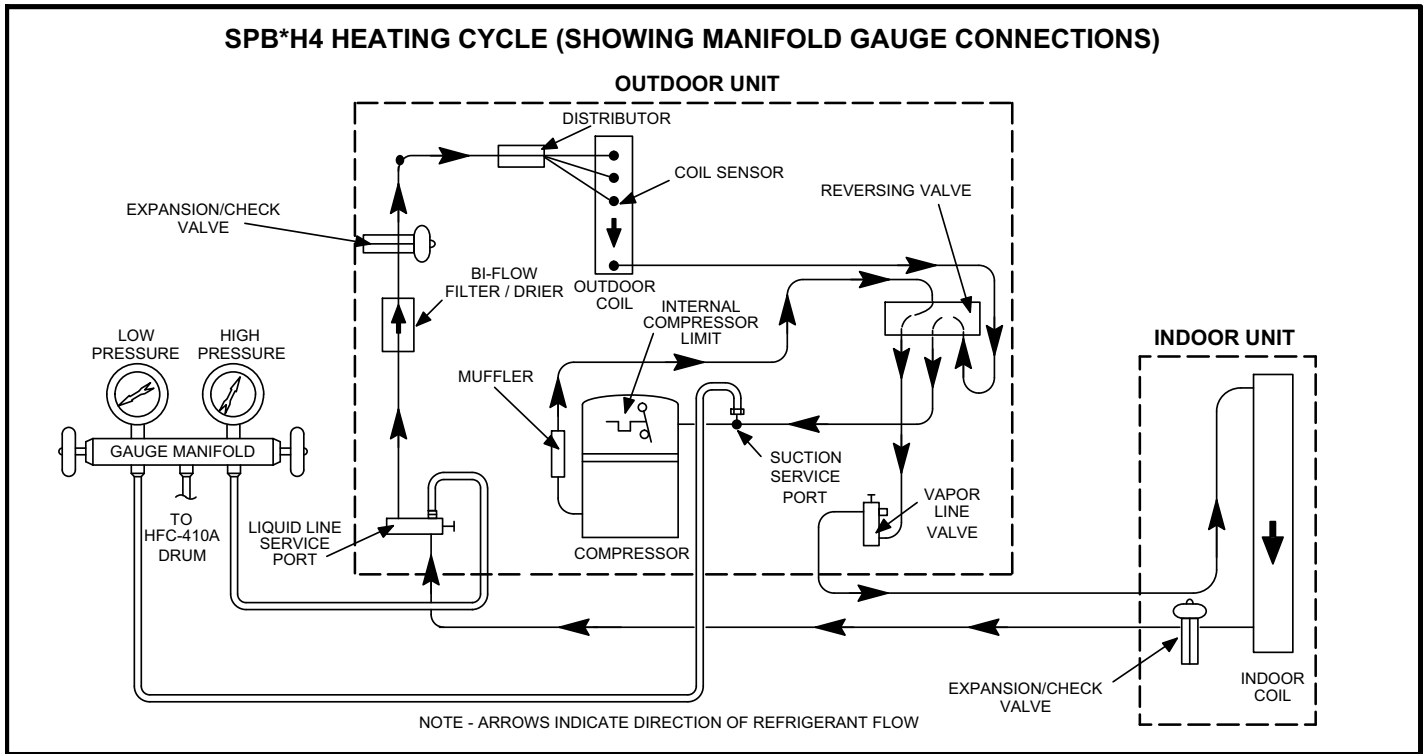 SPB*H4 HEATING CYCLE (SHOWING MANIFOLD GAUGE CONNECTIONS)
OUTDOOR UNIT
DISTRIBUTOR
COIL SENSOR
REVERSING VALVE
EXPANSION/CHECK
VALVE
BI-FLOW
FILTER / DRIER
OUTDOOR
COIL
INTERNAL
COMPRESSOR
LIMIT
LOW
PRESSURE
HIGH
PRESSURE
INDOOR UNIT
MUFFLER
GAUGE MANIFOLD
SUCTION
SERVICE
PORT
VAPOR
LINE
VALVE
TO
HFC-410A
DRUM
LIQUID LINE
SERVICE
PORT
COMPRESSOR
EXPANSION/CHECK
VALVE
INDOOR
COIL
NOTE - ARROWS INDICATE DIRECTION OF REFRIGERANT FLOW